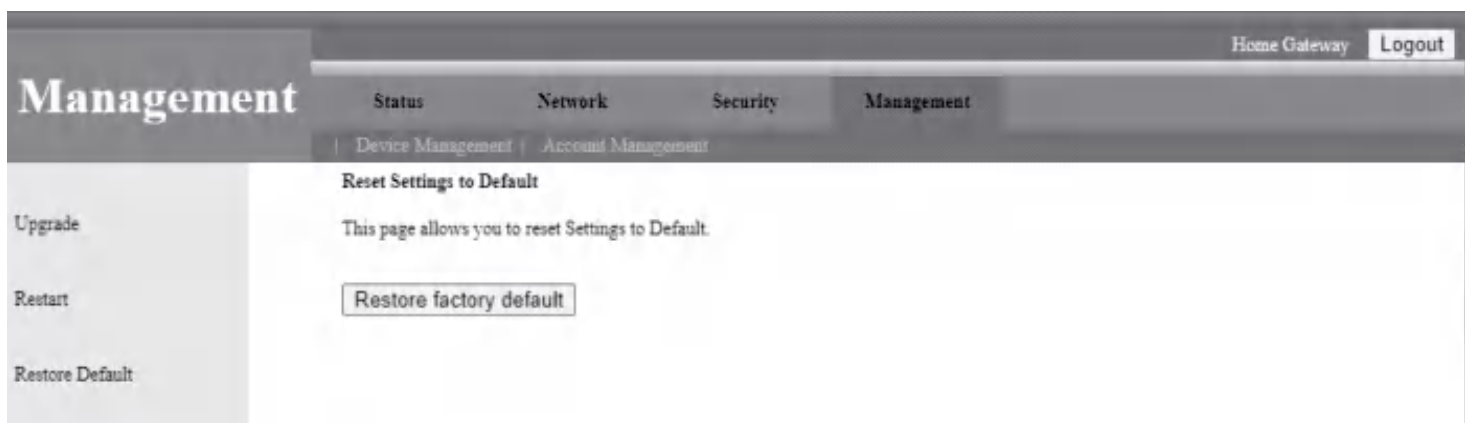 Home Gateway Logout
Management
Status Network Security Management
| Device Management | Account Management
Reset Settings to Default
This page allows you to reset Settings to Default.
Restore factory default
Upgrade
Restart
Restore Default